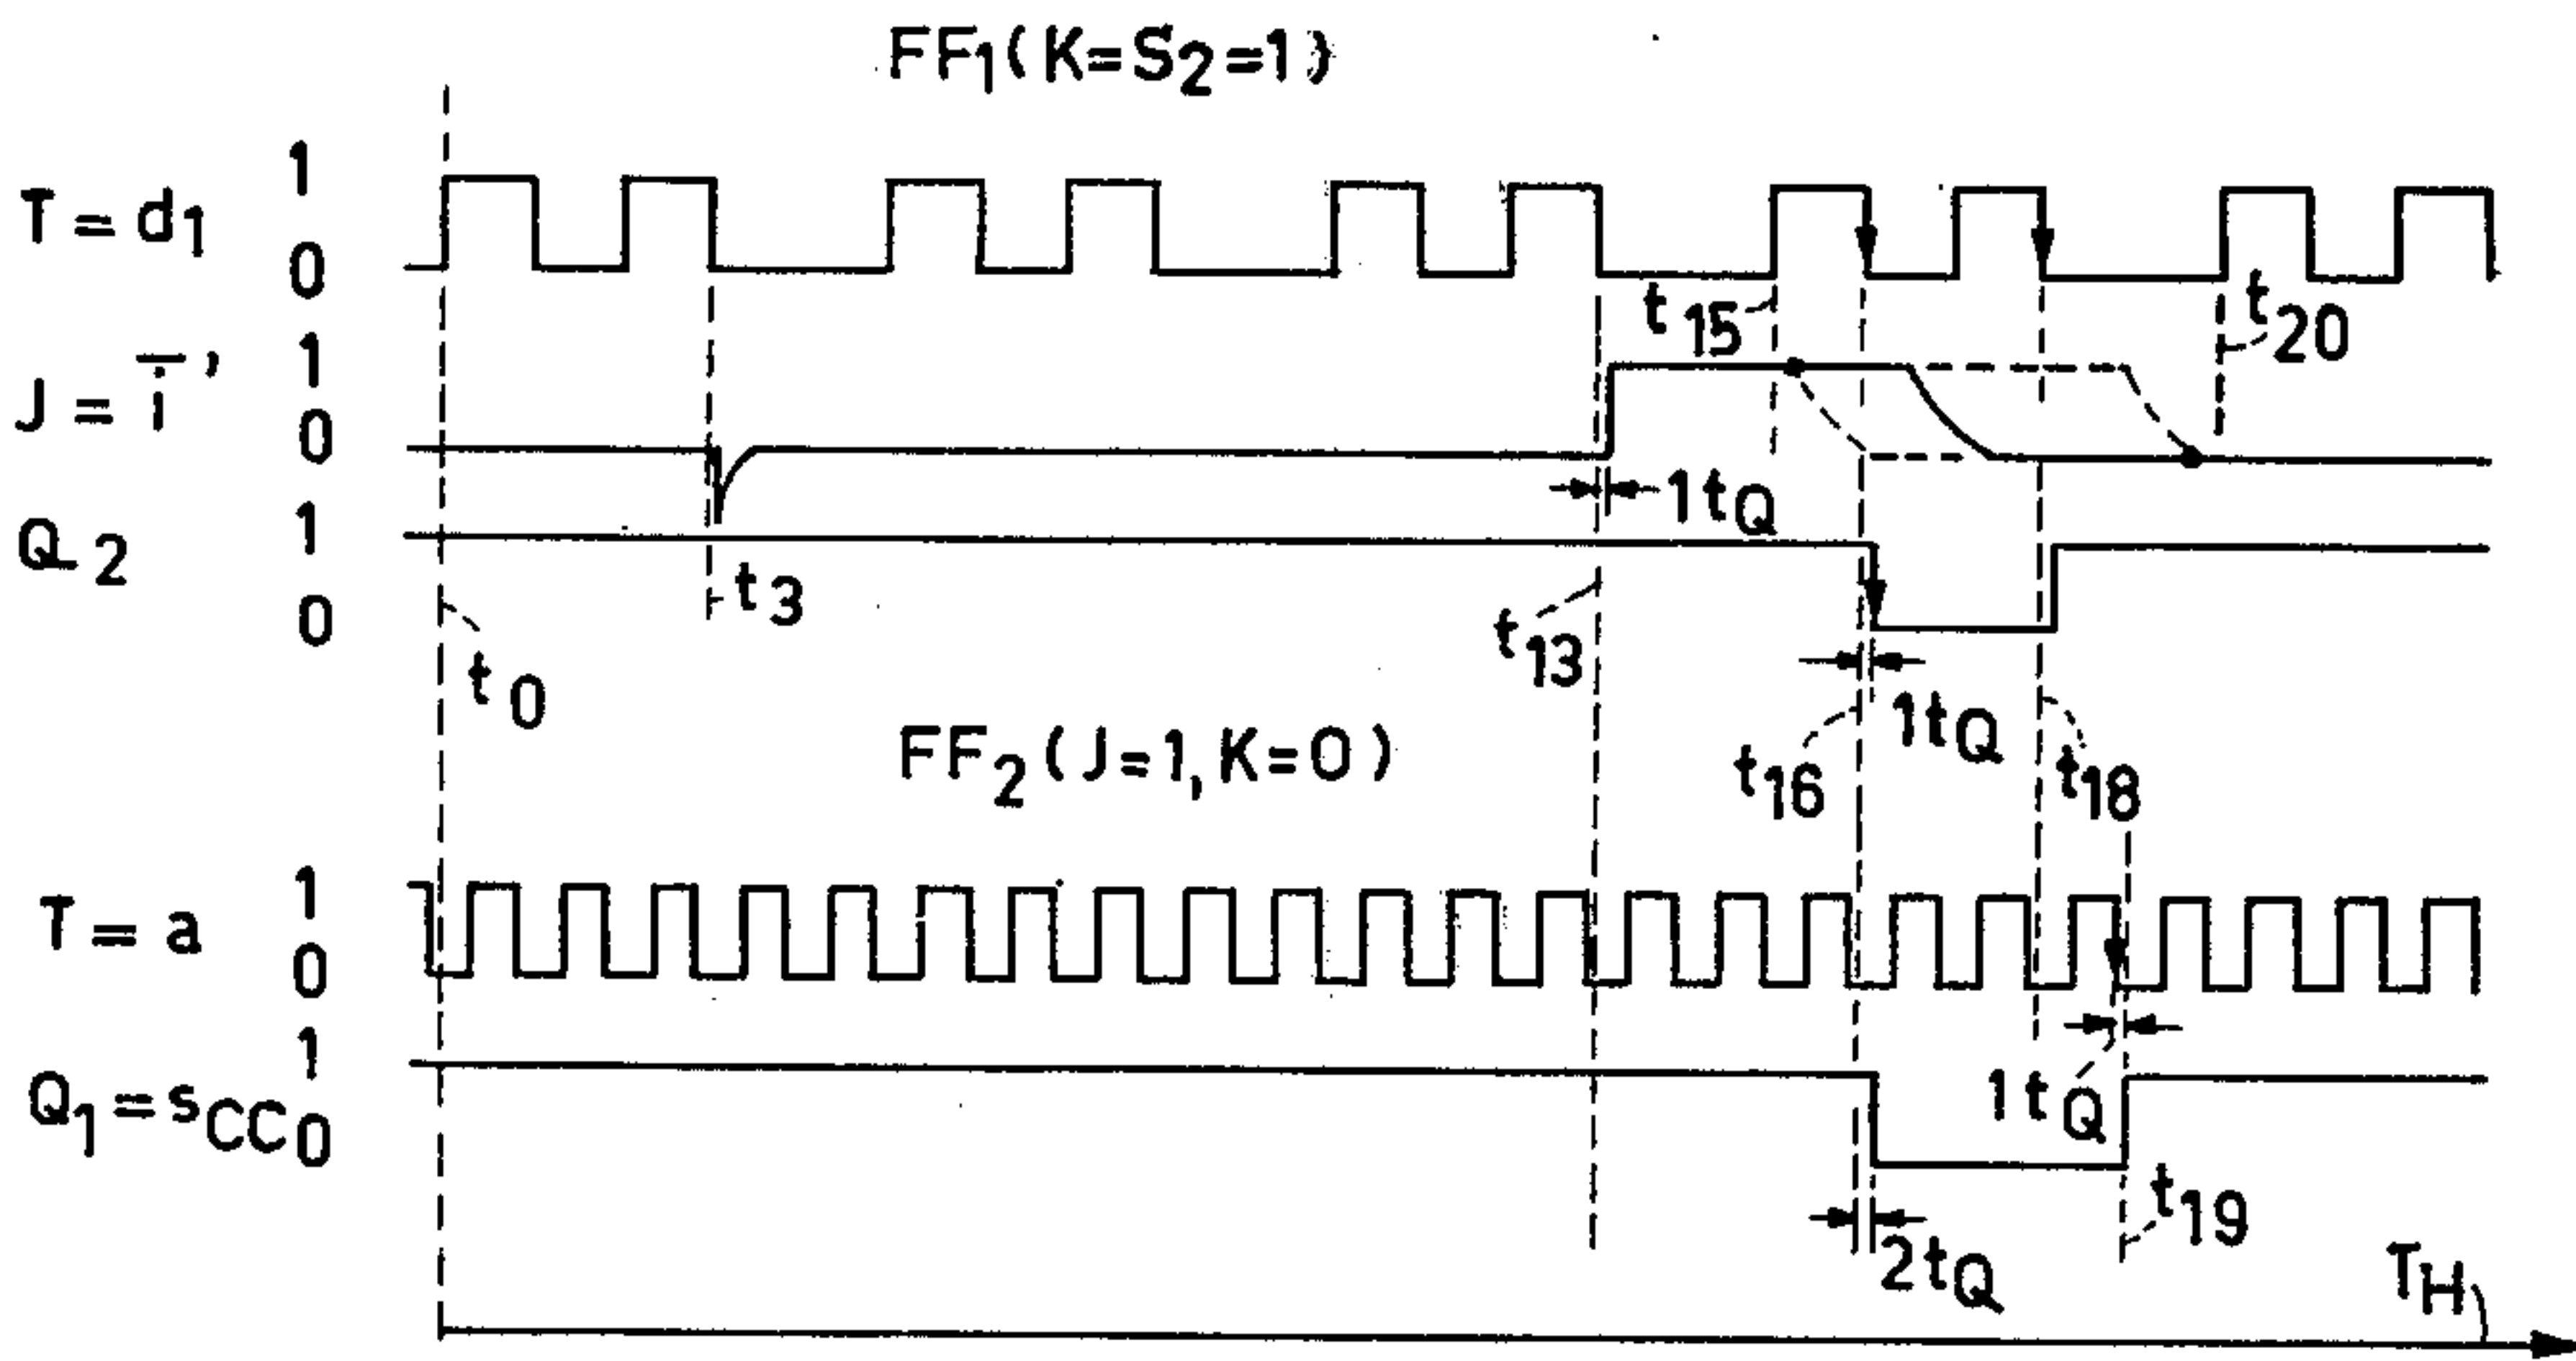 FF1(K=S2=1)
T=d1
1
0
t15
t20
J=i̅'
1
0
1tQ
Q2
1
0
t3
t0
t13
1tQ
t16
t18
FF2(J=1,K=0)
T=a
1
0
1tQ
Q1=sCC
1
0
t19
2tQ
TH